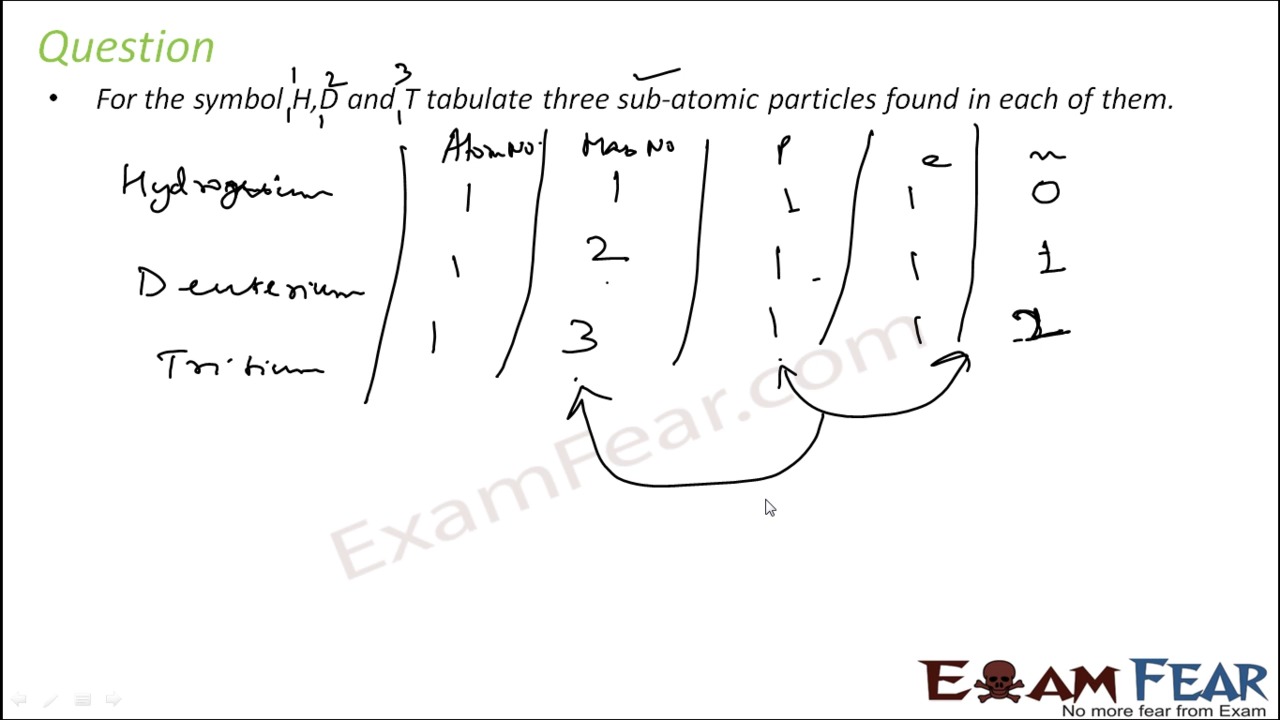 Question
1 2 3
• For the symbol H,D and T tabulate three sub-atomic particles found in each of them.
1 1 1
Atom No. Mass No P e n
Hydrogenium 1 1 1 1 0
Deuterium 1 2 1 1 1
Tritium 1 3 1 1 2
ExamFear.com
EXAM FEAR
No more fear from Exam